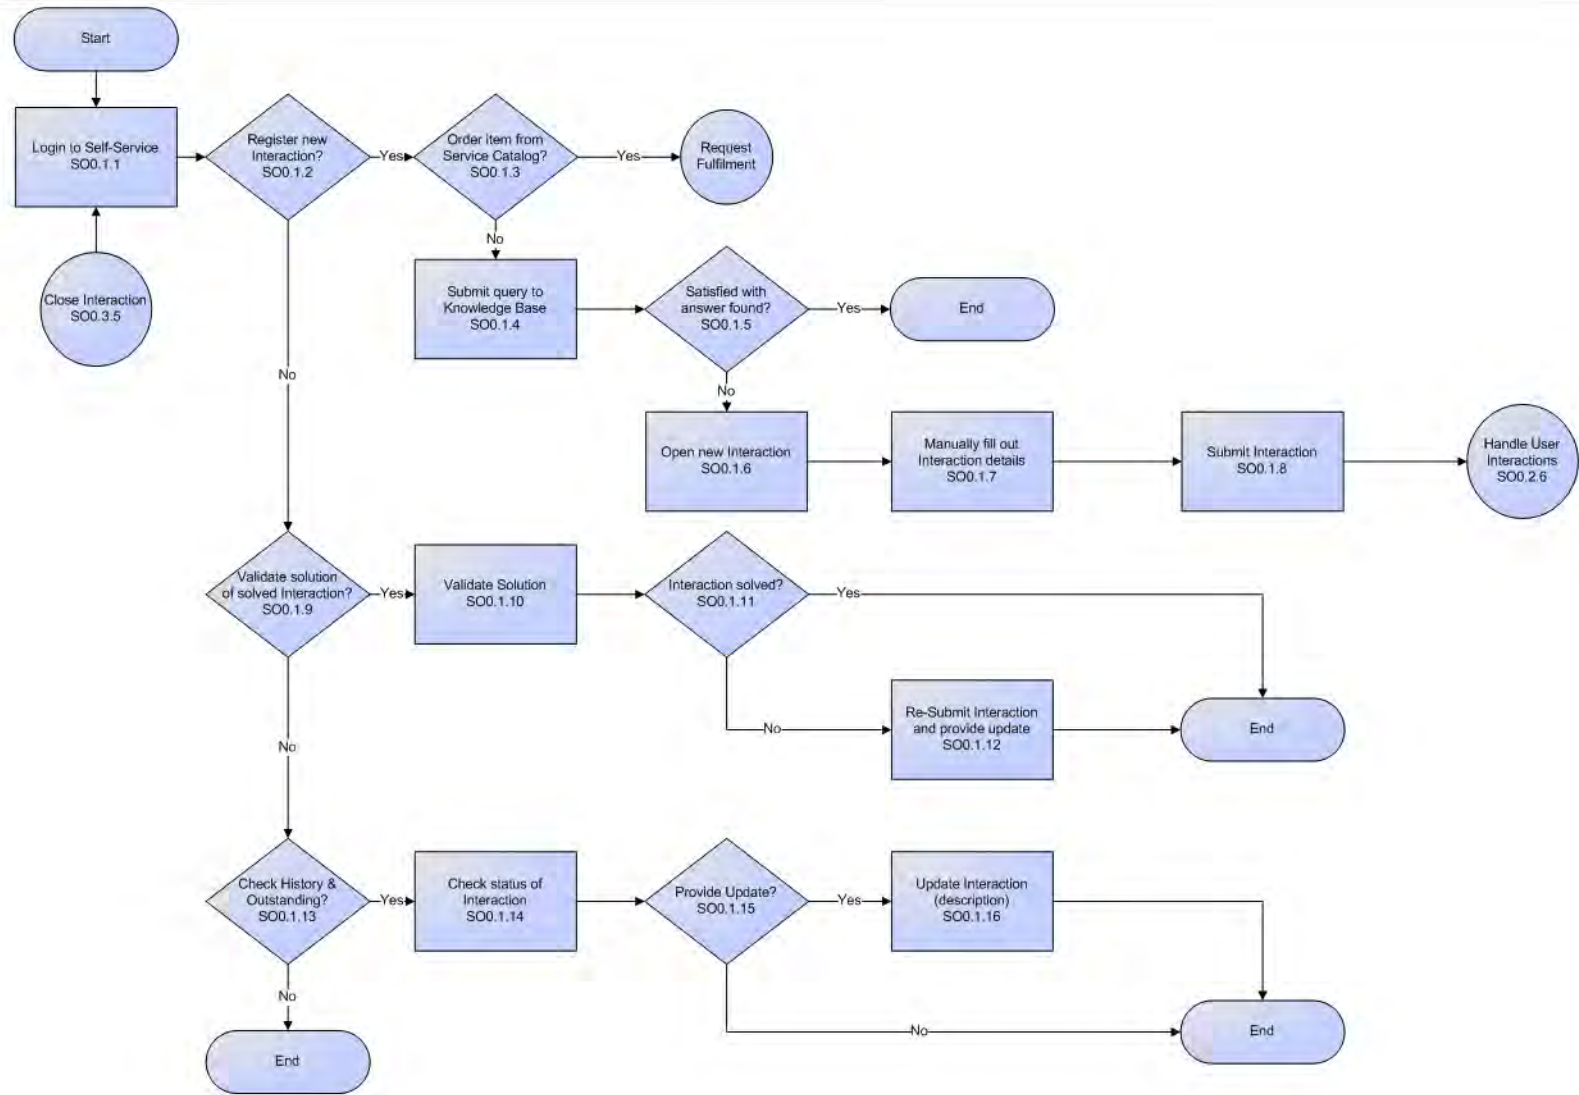 Start
Login to Self-Service
SO0.1.1
Register new
Interaction?
SO0.1.2
Yes
Order item from
Service Catalog?
SO0.1.3
Yes
Request
Fulfilment
Close Interaction
SO0.3.5
No
Submit query to
Knowledge Base
SO0.1.4
Satisfied with
answer found?
SO0.1.5
Yes
End
No
No
Open new Interaction
SO0.1.6
Manually fill out
Interaction details
SO0.1.7
Submit Interaction
SO0.1.8
Handle User
Interactions
SO0.2.6
Validate solution
of solved Interaction?
SO0.1.9
Yes
Validate Solution
SO0.1.10
Interaction solved?
SO0.1.11
Yes
No
Re-Submit Interaction
and provide update
SO0.1.12
End
No
Check History &
Outstanding?
SO0.1.13
Yes
Check status of
Interaction
SO0.1.14
Provide Update?
SO0.1.15
Yes
Update Interaction
(description)
SO0.1.16
No
No
End
End